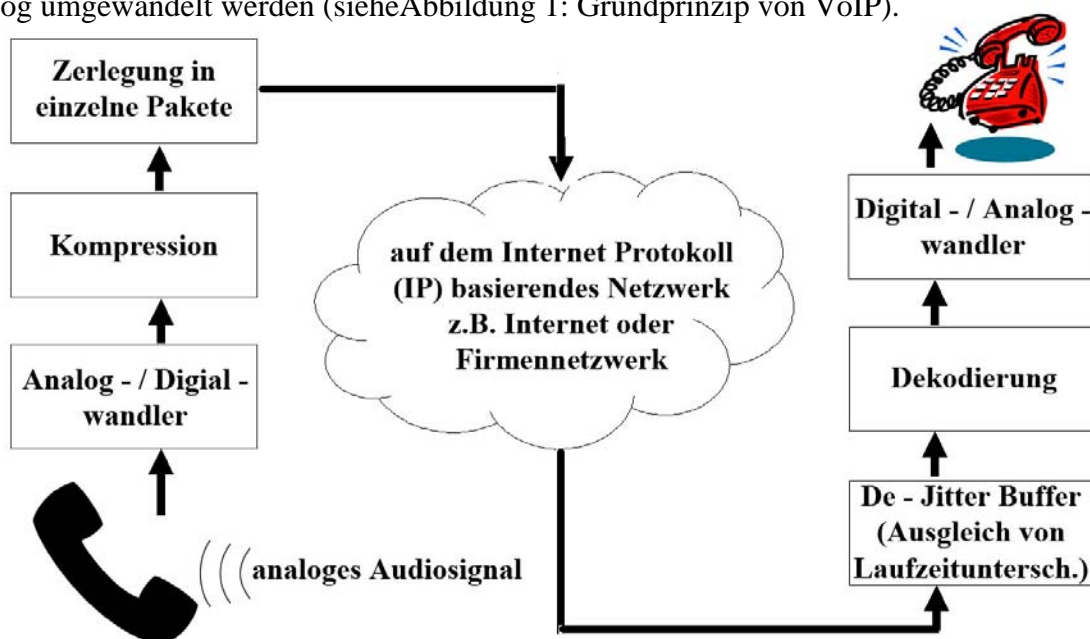 og umgewandelt werden (sieheAbbildung 1: Grundprinzip von VoIP).
Zerlegung in
einzelne Pakete
Kompression
Analog - / Digial -
wandler
analoges Audiosignal
auf dem Internet Protokoll
(IP) basierendes Netzwerk
z.B. Internet oder
Firmennetzwerk
Digital - / Analog -
wandler
Dekodierung
De - Jitter Buffer
(Ausgleich von
Laufzeituntersch.)